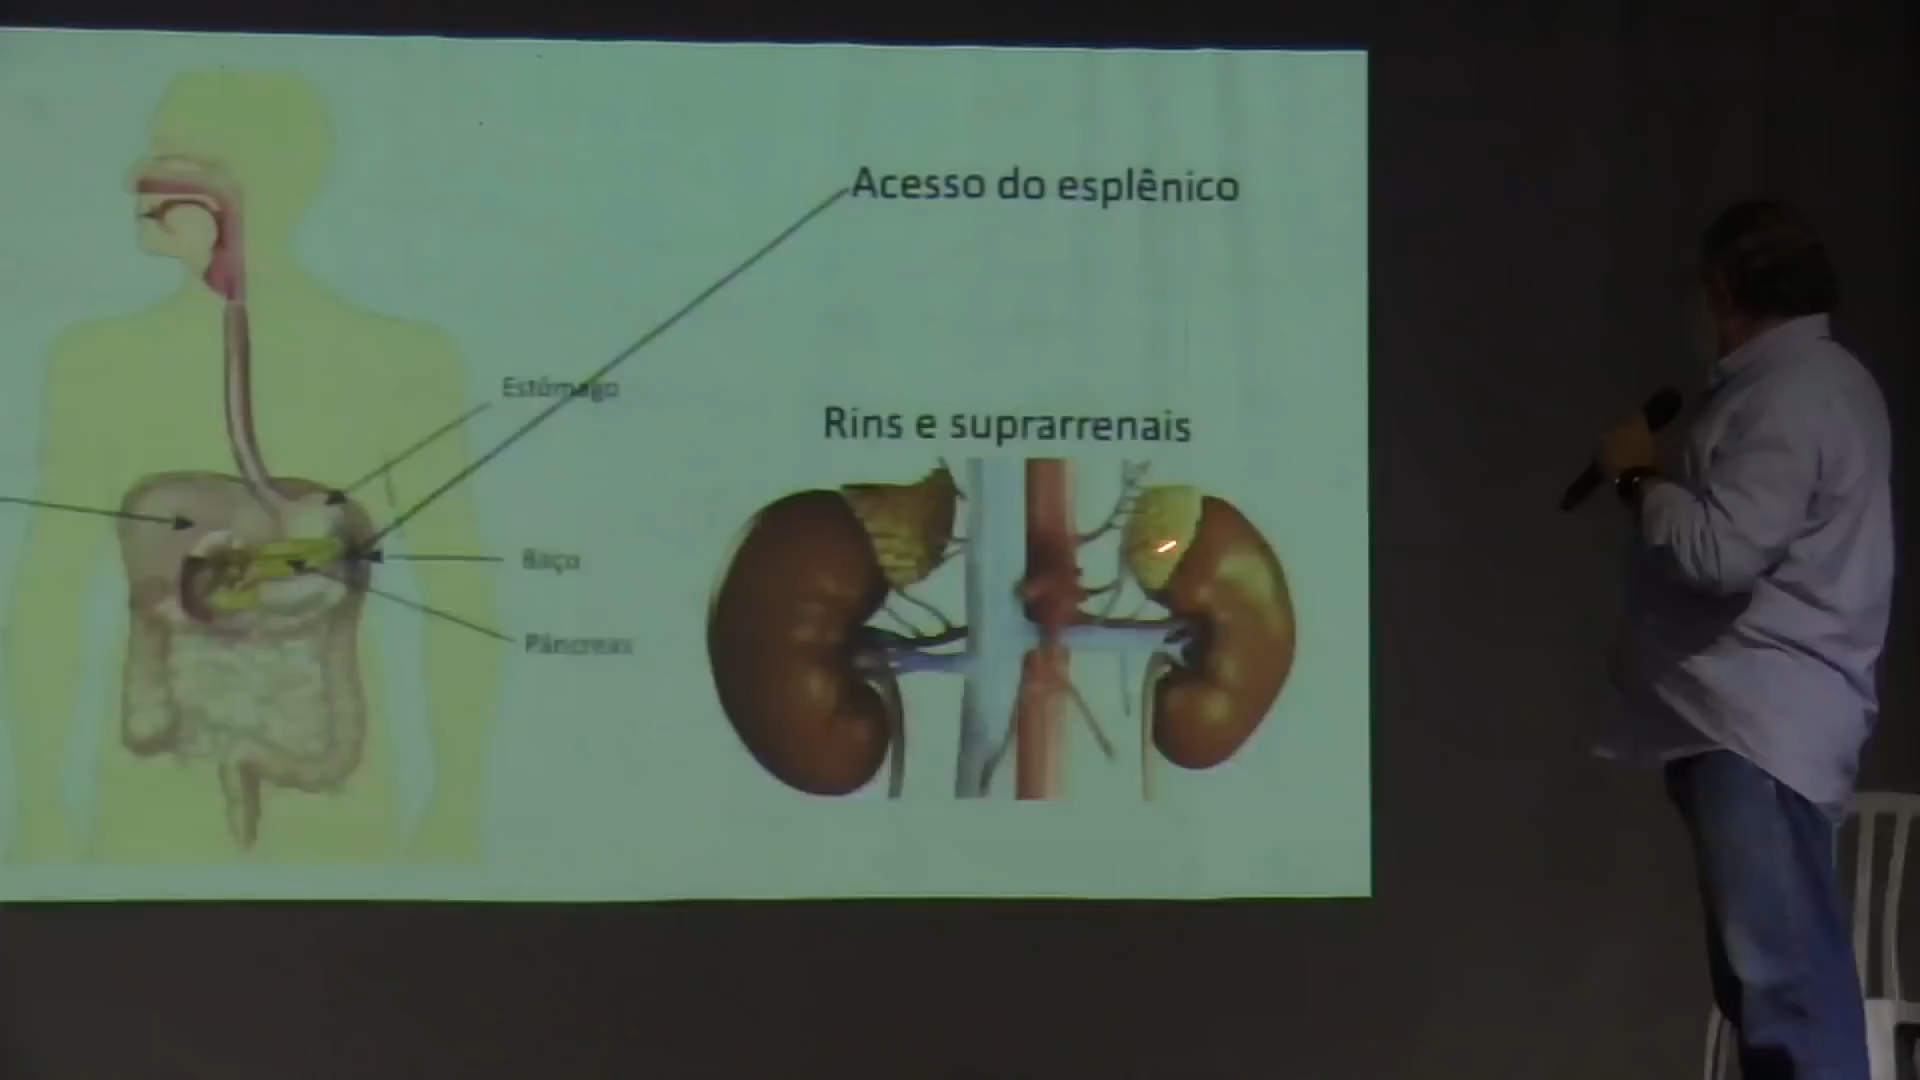 Acesso do esplênico
Estômago
Rins e suprarrenais
Baço
Pâncreas